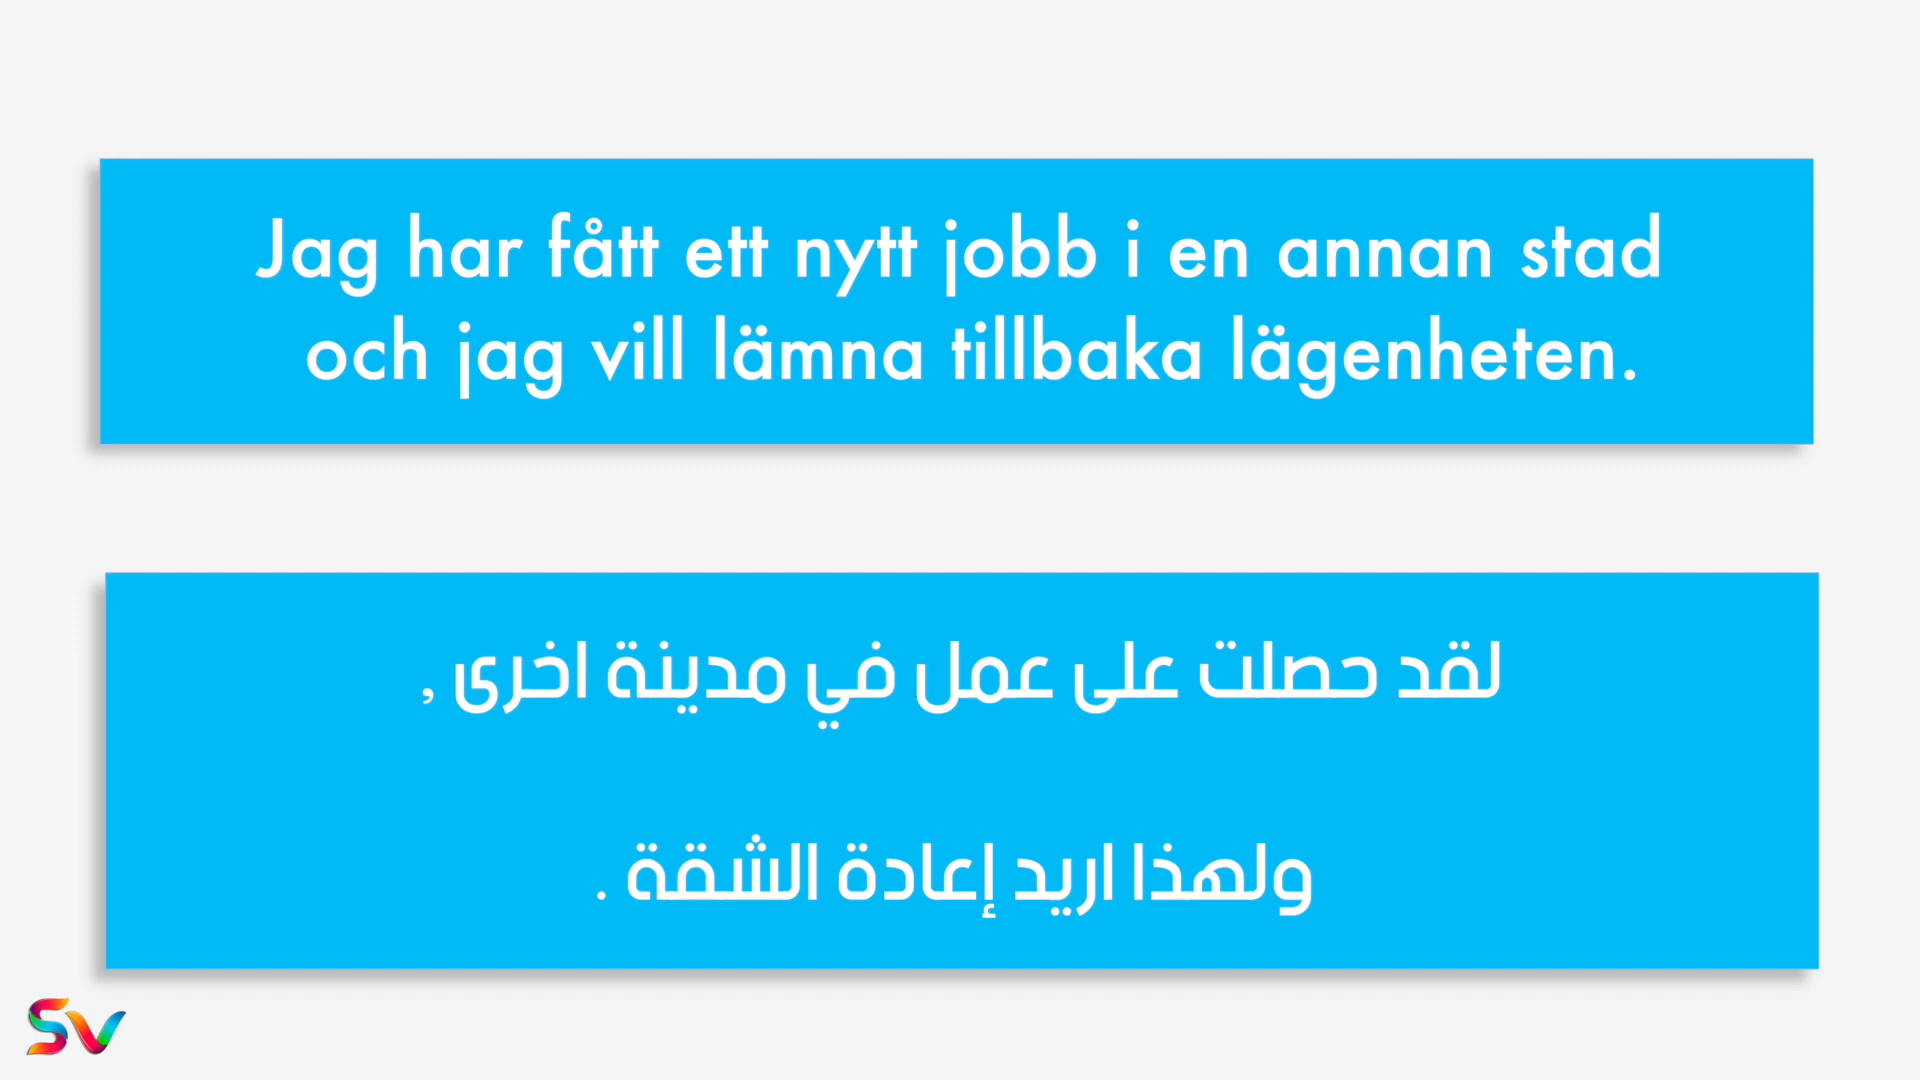 Jag har fått ett nytt jobb i en annan stad
och jag vill lämna tillbaka lägenheten.
لقد حصلت على عمل في مدينة اخرى ,
ولهذا اريد إعادة الشقة .
SV